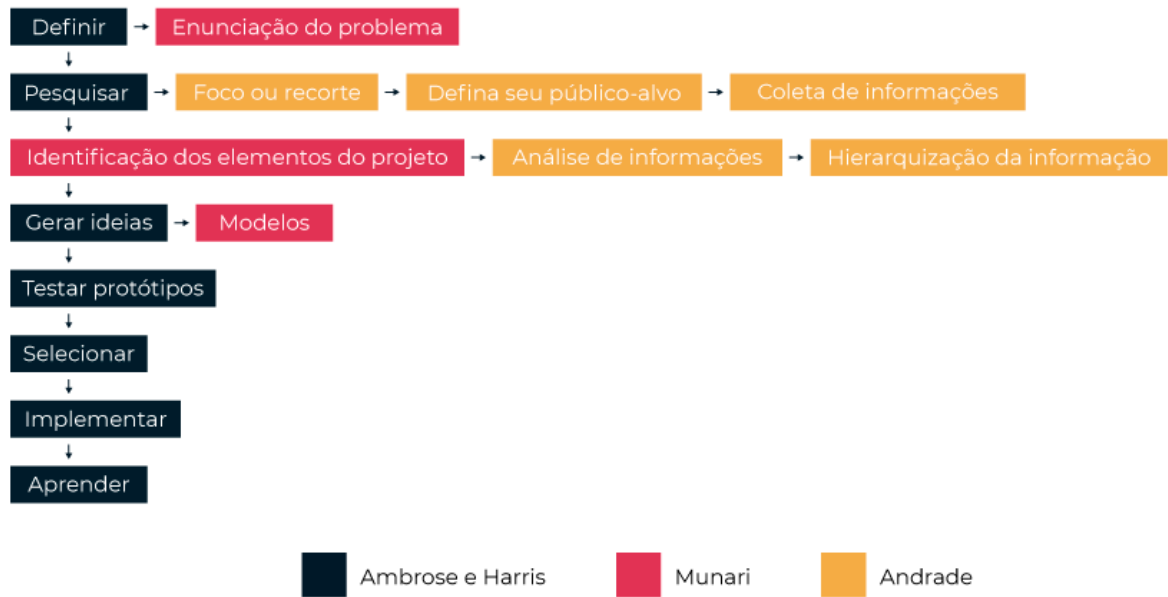 Definir → Enunciação do problema
↓
Pesquisar → Foco ou recorte → Defina seu público-alvo → Coleta de informações
↓
Identificação dos elementos do projeto → Análise de informações → Hierarquização da informação
↓
Gerar ideias → Modelos
↓
Testar protótipos
↓
Selecionar
↓
Implementar
↓
Aprender
Ambrose e Harris Munari Andrade